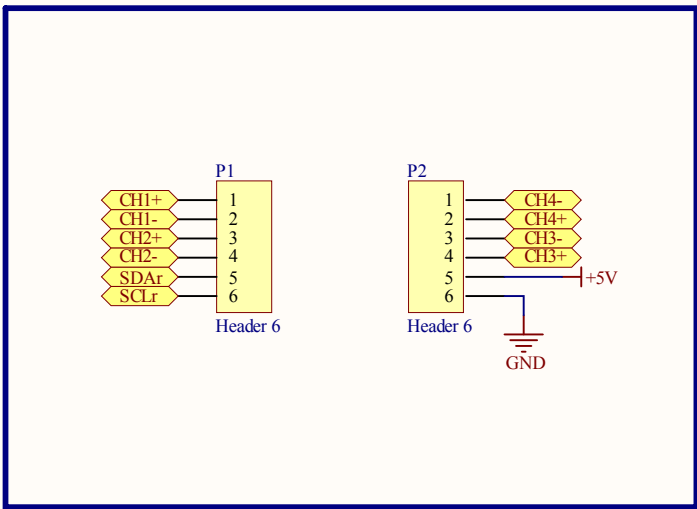 P1
CH1+ 1
CH1- 2
CH2+ 3
CH2- 4
SDAr 5
SCLr 6
Header 6
P2
1 CH4-
2 CH4+
3 CH3-
4 CH3+
5 +5V
6
Header 6
GND